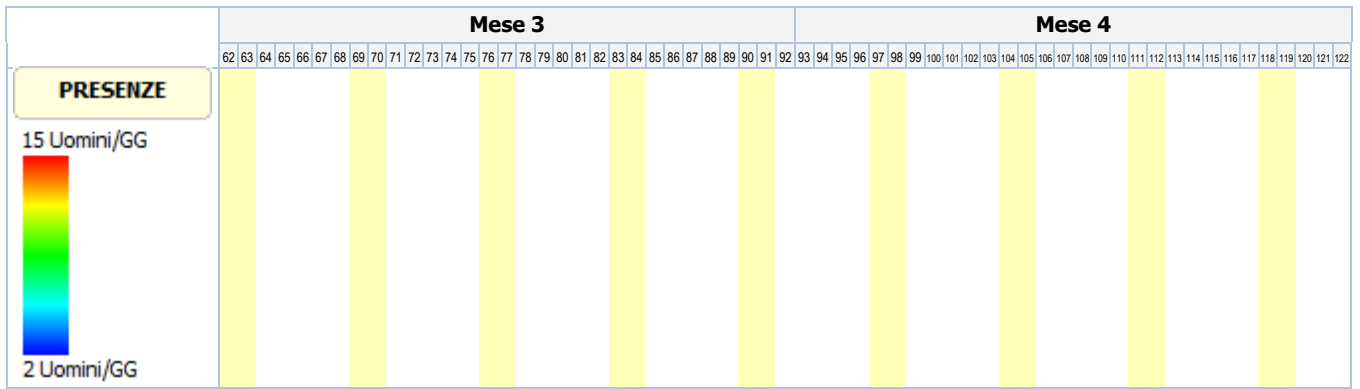 Mese 3 Mese 4
62 63 64 65 66 67 68 69 70 71 72 73 74 75 76 77 78 79 80 81 82 83 84 85 86 87 88 89 90 91 92 93 94 95 96 97 98 99 100 101 102 103 104 105 106 107 108 109 110 111 112 113 114 115 116 117 118 119 120 121 122
PRESENZE
15 Uomini/GG
2 Uomini/GG